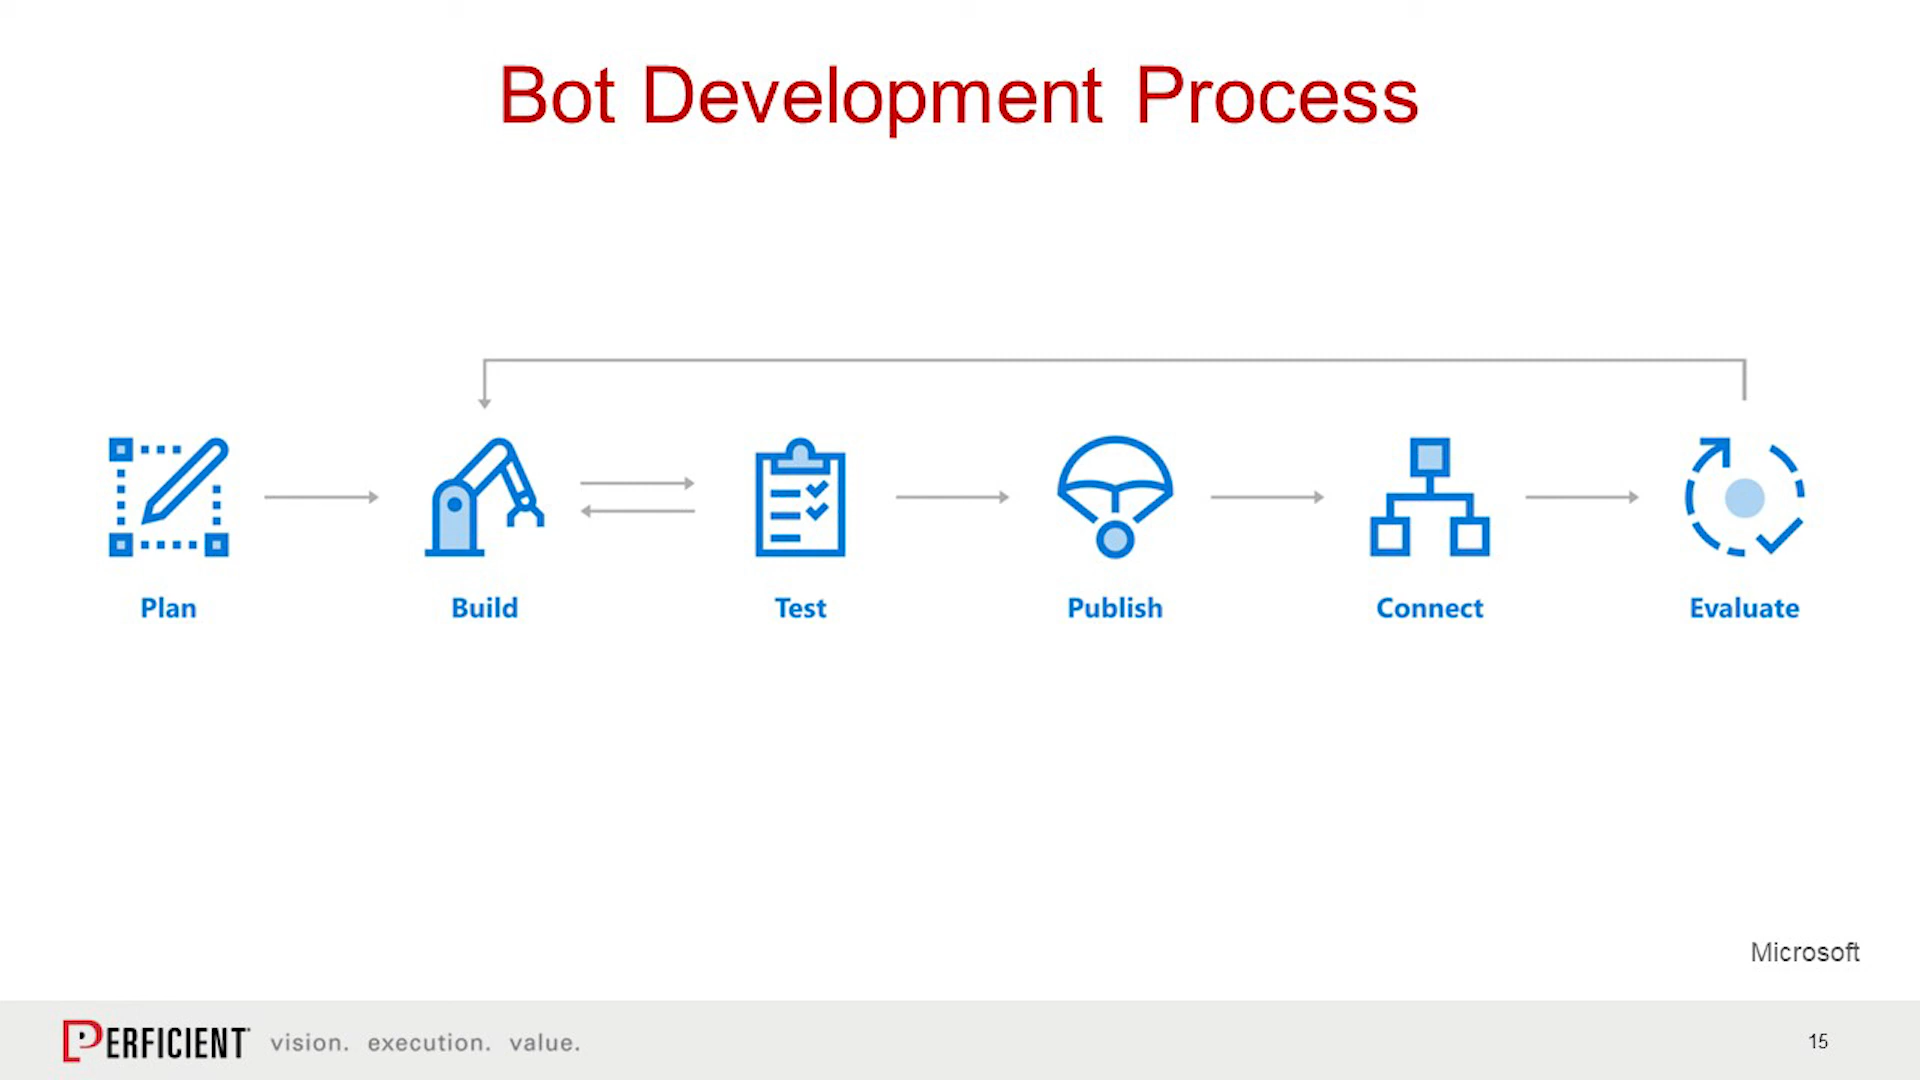 Bot Development Process
Plan
Build
Test
Publish
Connect
Evaluate
Microsoft
PERFICIENT vision. execution. value.
15